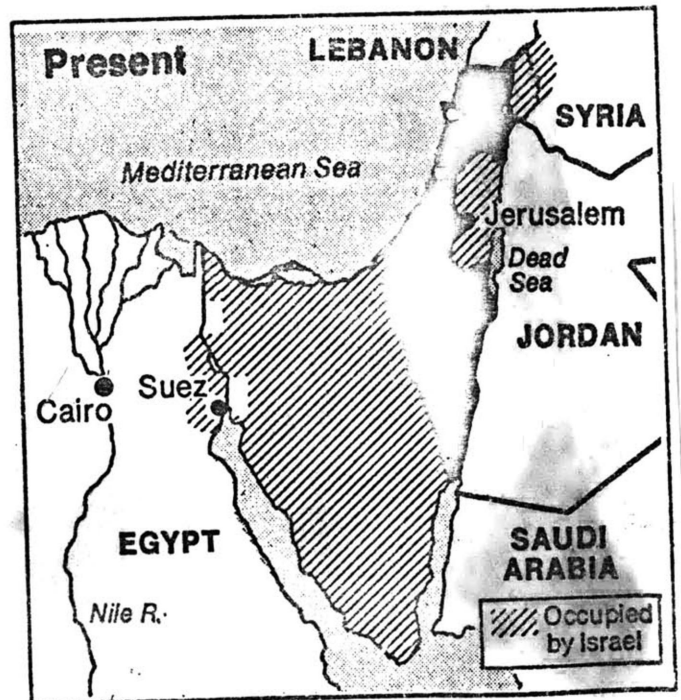 Present
LEBANON
SYRIA
Mediterranean Sea
Jerusalem
Dead
Sea
JORDAN
Suez
Cairo
EGYPT
SAUDI
ARABIA
Nile R.
Occupied
by Israel